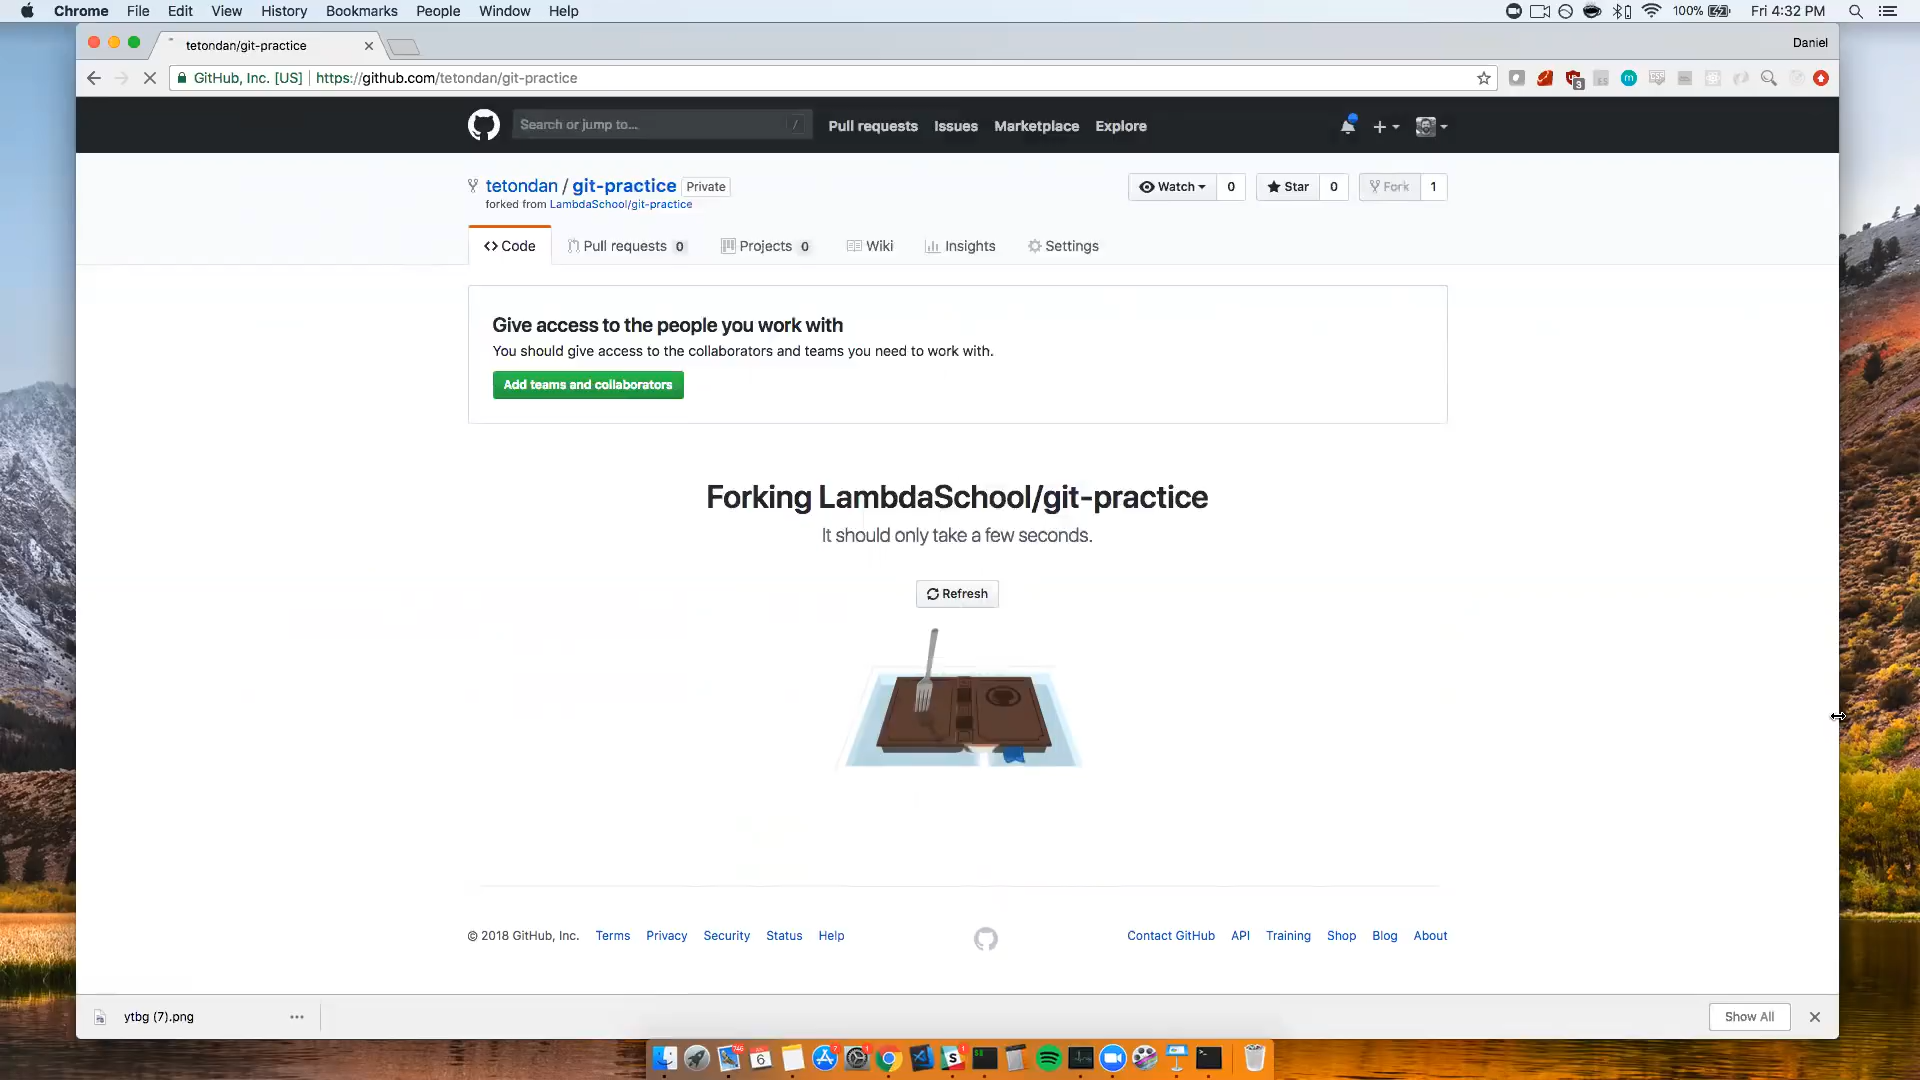 Chrome File Edit View History Bookmarks People Window Help 100% Fri 4:32 PM
tetondan/git-practice Daniel
GitHub, Inc. [US] https://github.com/tetondan/git-practice 3
Search or jump to... / Pull requests Issues Marketplace Explore
tetondan / git-practice Private Watch 0 Star 0 Fork 1
forked from LambdaSchool/git-practice
Code Pull requests 0 Projects 0 Wiki Insights Settings
Give access to the people you work with
You should give access to the collaborators and teams you need to work with.
Add teams and collaborators
Forking LambdaSchool/git-practice
It should only take a few seconds.
Refresh
© 2018 GitHub, Inc. Terms Privacy Security Status Help Contact GitHub API Training Shop Blog About
ytbg (7).png Show All